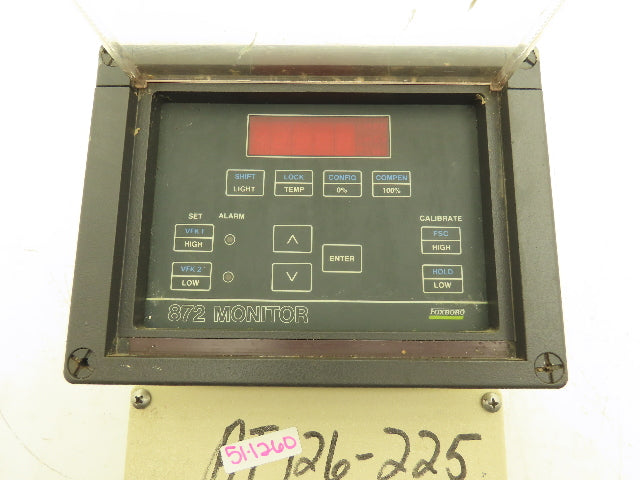 SHIFT LOCK CONFIG COMPEN
LIGHT TEMP 0% 100%
SET ALARM CALIBRATE
VFK 1 FSC
HIGH HIGH
ENTER
VFK 2 HOLD
LOW LOW
872 MONITOR FOXBORO
51-1260
AT 126-225